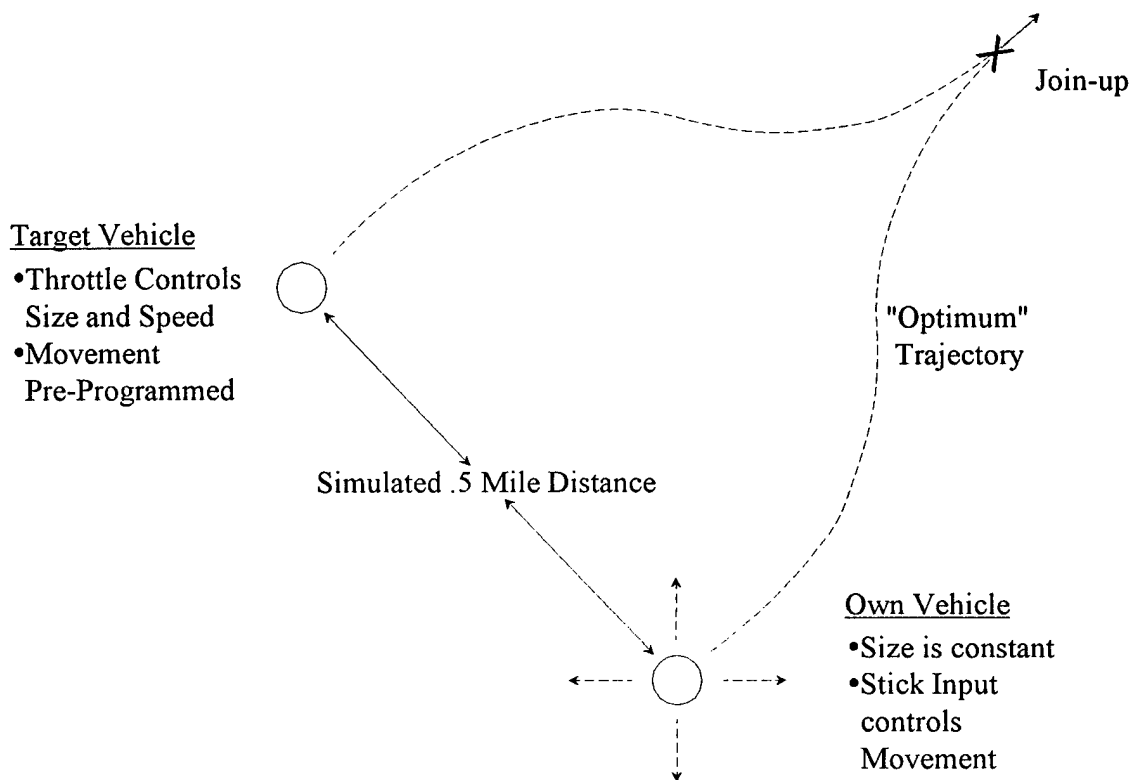 Join-up
Target Vehicle
•Throttle Controls
Size and Speed
•Movement
Pre-Programmed
"Optimum"
Trajectory
Simulated .5 Mile Distance
Own Vehicle
•Size is constant
•Stick Input
controls
Movement